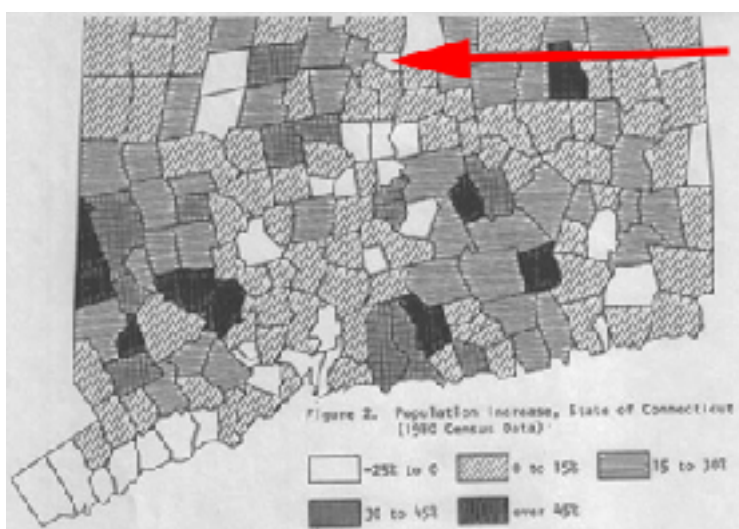 Figure 2. Population increase, State of Connecticut
(1980 Census Data)
-25% to 0
0 to 15%
15 to 30%
30 to 45%
over 45%